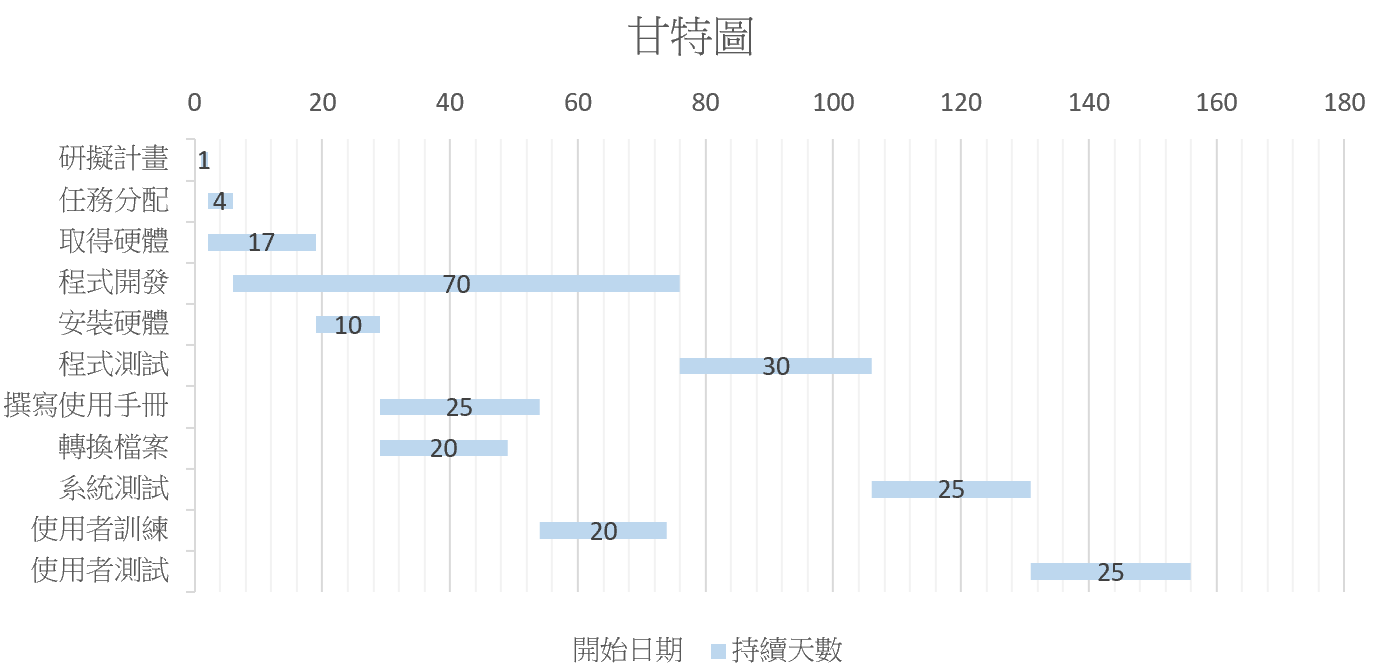 甘特圖
0 20 40 60 80 100 120 140 160 180
研擬計畫 1
任務分配 4
取得硬體 17
程式開發 70
安裝硬體 10
程式測試 30
撰寫使用手冊 25
轉換檔案 20
系統測試 25
使用者訓練 20
使用者測試 25
開始日期 持續天數